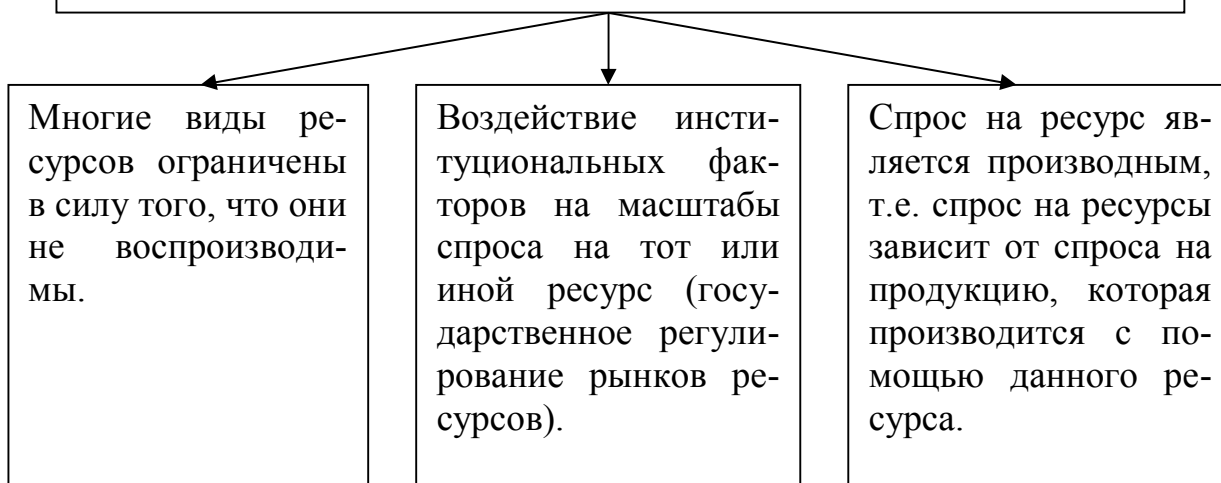 Многие виды ре-
сурсов ограничены
в силу того, что они
не воспроизводи-
мы.
Воздействие инсти-
туциональных фак-
торов на масштабы
спроса на тот или
иной ресурс (госу-
дарственное регули-
рование рынков ре-
сурсов).
Спрос на ресурс яв-
ляется производным,
т.е. спрос на ресурсы
зависит от спроса на
продукцию, которая
производится с по-
мощью данного ре-
сурса.